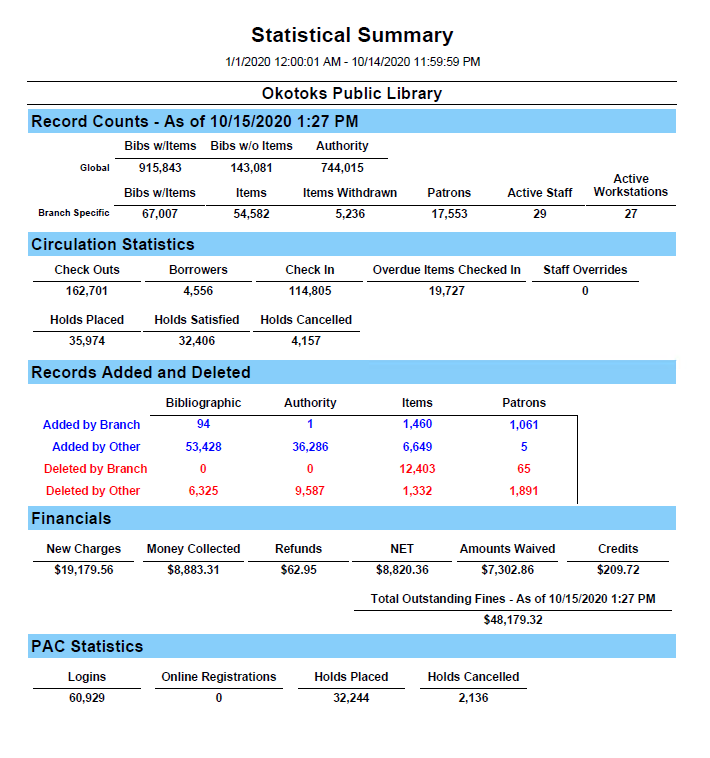 Statistical Summary
1/1/2020 12:00:01 AM - 10/14/2020 11:59:59 PM
Okotoks Public Library
Record Counts - As of 10/15/2020 1:27 PM
Bibs w/Items Bibs w/o Items Authority
Global 915,843 143,081 744,015
Bibs w/Items Items Items Withdrawn Patrons Active Staff Active Workstations
Branch Specific 67,007 54,582 5,236 17,553 29 27
Circulation Statistics
Check Outs Borrowers Check In Overdue Items Checked In Staff Overrides
162,701 4,556 114,805 19,727 0
Holds Placed Holds Satisfied Holds Cancelled
35,974 32,406 4,157
Records Added and Deleted
Bibliographic Authority Items Patrons
Added by Branch 94 1 1,460 1,061
Added by Other 53,428 36,286 6,649 5
Deleted by Branch 0 0 12,403 65
Deleted by Other 6,325 9,587 1,332 1,891
Financials
New Charges Money Collected Refunds NET Amounts Waived Credits
$19,179.56 $8,883.31 $62.95 $8,820.36 $7,302.86 $209.72
Total Outstanding Fines - As of 10/15/2020 1:27 PM
$48,179.32
PAC Statistics
Logins Online Registrations Holds Placed Holds Cancelled
60,929 0 32,244 2,136